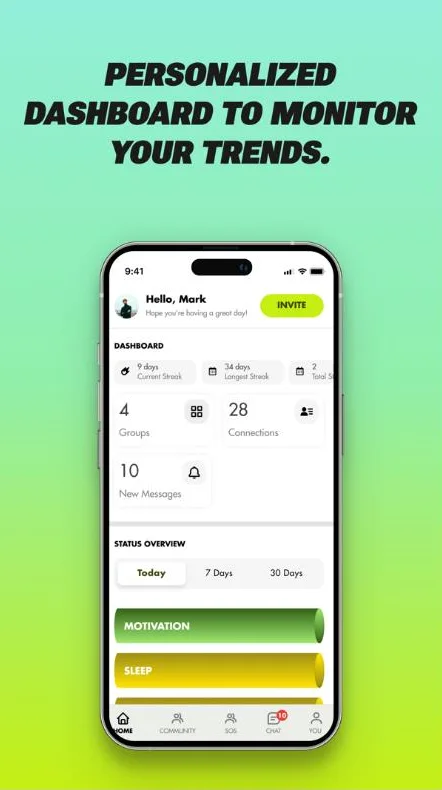 PERSONALIZED
DASHBOARD TO MONITOR
YOUR TRENDS.
9:41
Hello, Mark
Hope you're having a great day!
INVITE
DASHBOARD
9 days
Current Streak
34 days
Longest Streak
2
Total St
4
Groups
28
Connections
10
New Messages
STATUS OVERVIEW
Today
7 Days
30 Days
MOTIVATION
SLEEP
10
HOME
COMMUNITY
SOS
CHAT
YOU